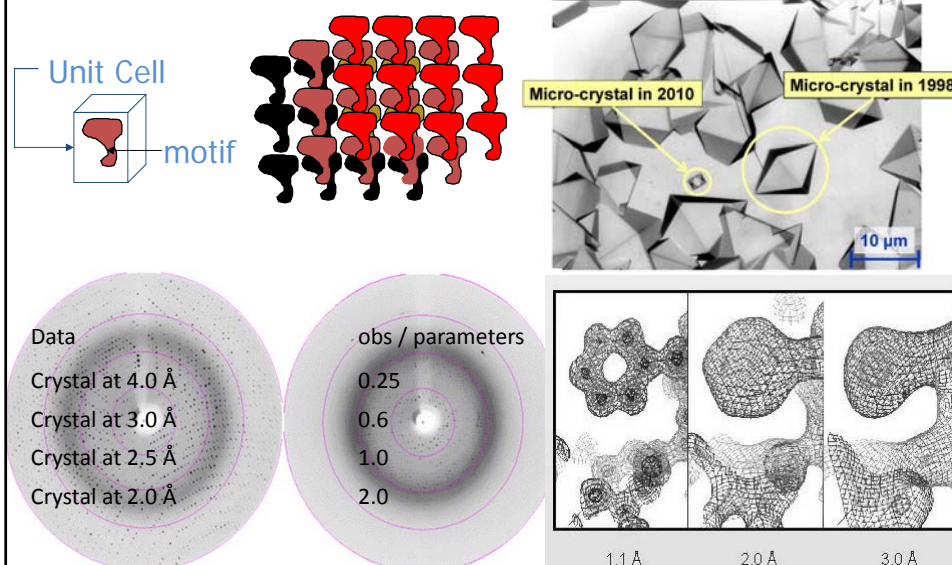 Unit Cell
motif
Micro-crystal in 2010
Micro-crystal in 1998
10 µm
Data obs / parameters
Crystal at 4.0 Å 0.25
Crystal at 3.0 Å 0.6
Crystal at 2.5 Å 1.0
Crystal at 2.0 Å 2.0
1.1 Å 2.0 Å 3.0 Å